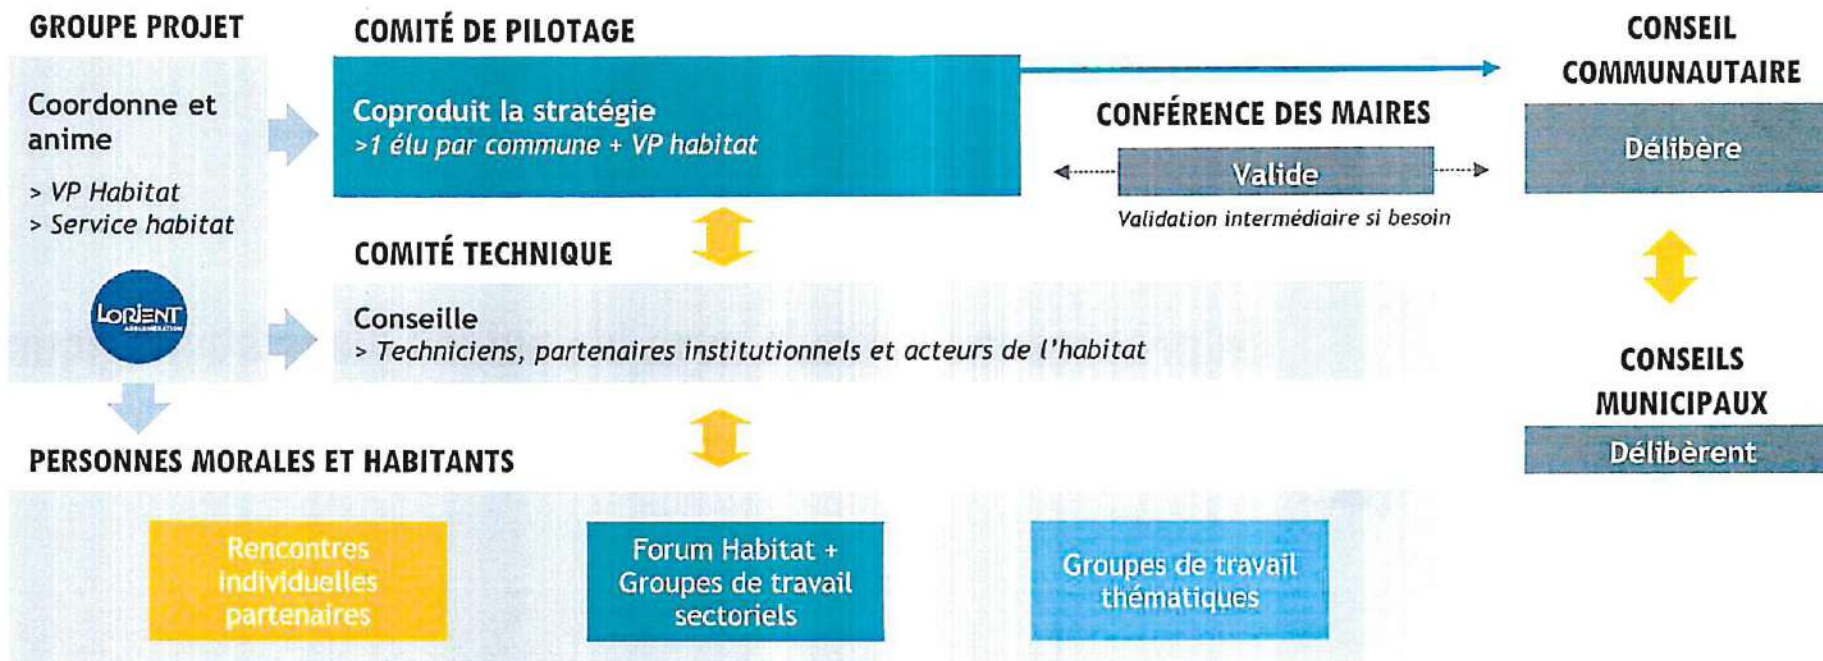 GROUPE PROJET
Coordonne et
anime
> VP Habitat
> Service habitat
LORIENT
AGGLOMÉRATION
COMITÉ DE PILOTAGE
Coproduit la stratégie
>1 élu par commune + VP habitat
CONFÉRENCE DES MAIRES
Valide
Validation intermédiaire si besoin
CONSEIL
COMMUNAUTAIRE
Délibère
COMITÉ TECHNIQUE
Conseille
> Techniciens, partenaires institutionnels et acteurs de l'habitat
CONSEILS
MUNICIPAUX
Délibèrent
PERSONNES MORALES ET HABITANTS
Rencontres
individuelles
partenaires
Forum Habitat +
Groupes de travail
sectoriels
Groupes de travail
thématiques